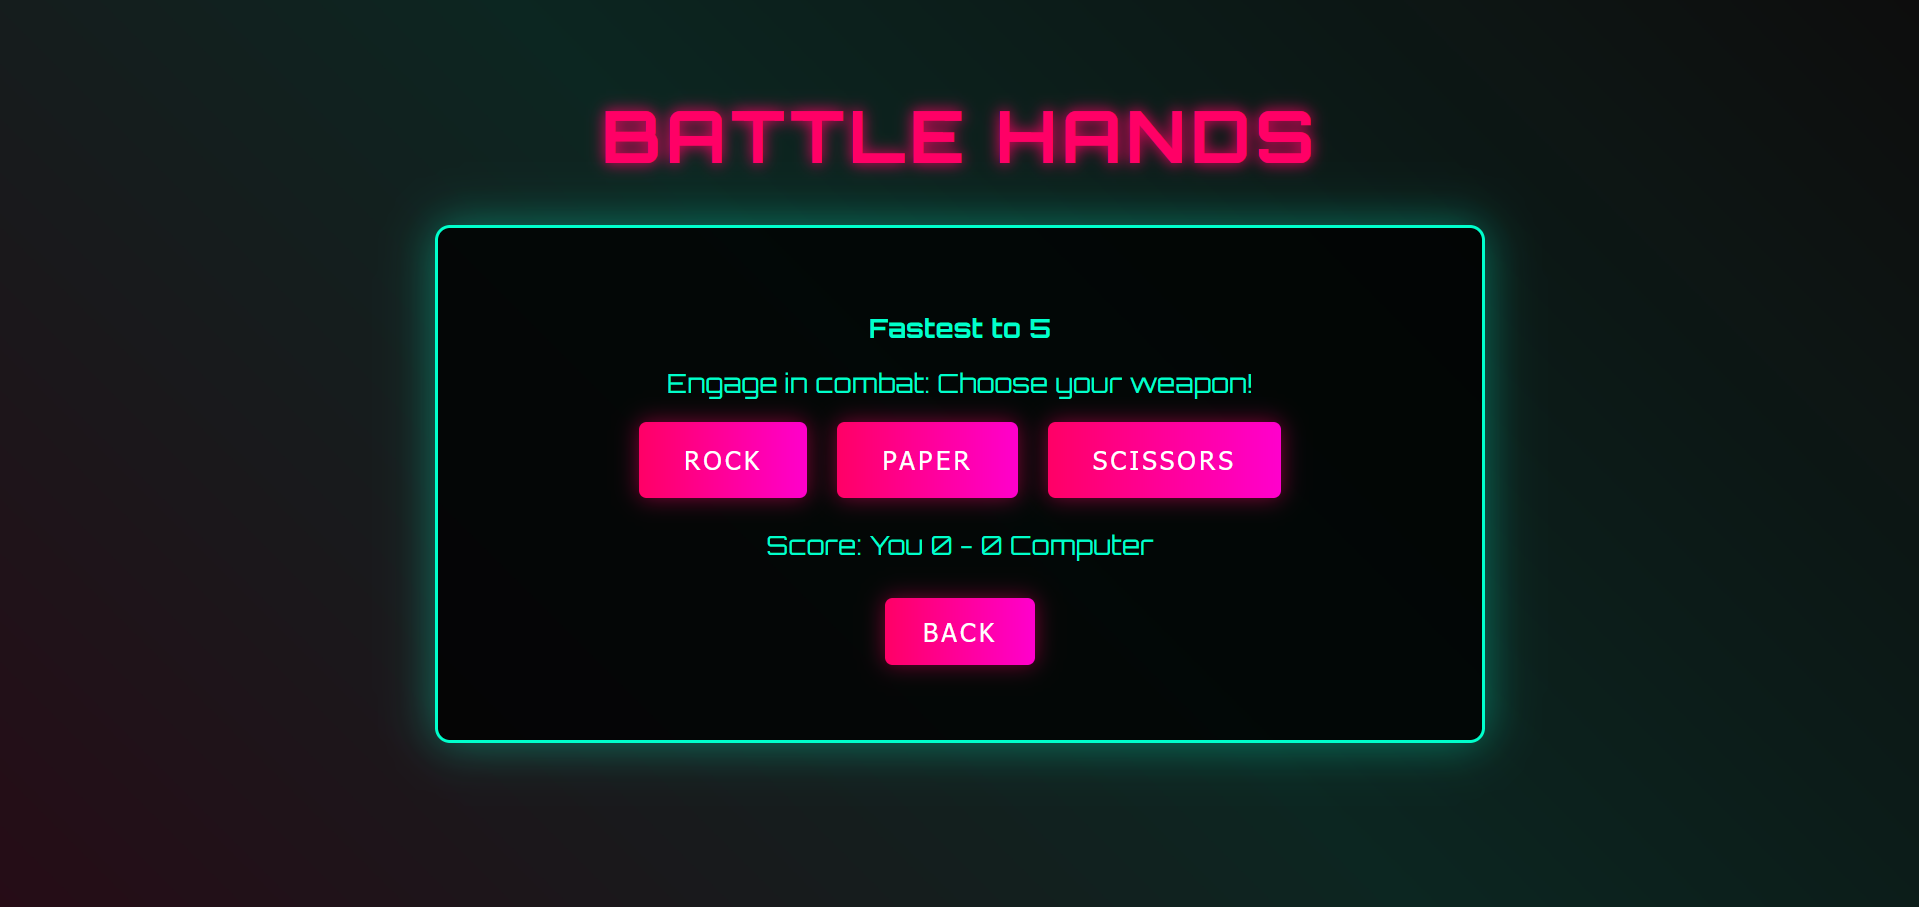 BATTLE HANDS
Fastest to 5
Engage in combat: Choose your weapon!
ROCK PAPER SCISSORS
Score: You 0 - 0 Computer
BACK